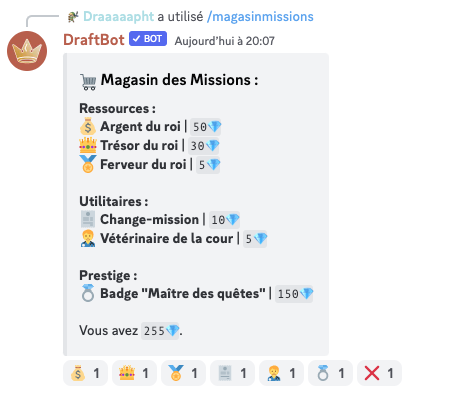 Draaaaapht a utilisé /magasinmissions
DraftBot ✓ BOT Aujourd’hui à 20:07
🛒 Magasin des Missions :
Ressources :
💰 Argent du roi | 50💎
👑 Trésor du roi | 30💎
🏅 Ferveur du roi | 5💎
Utilitaires :
📰 Change-mission | 10💎
🧑‍⚕️ Vétérinaire de la cour | 5💎
Prestige :
💍 Badge "Maître des quêtes" | 150💎
Vous avez 255💎.
💰 1 👑 1 🏅 1 📰 1 🧑‍⚕️ 1 💍 1 ❌ 1